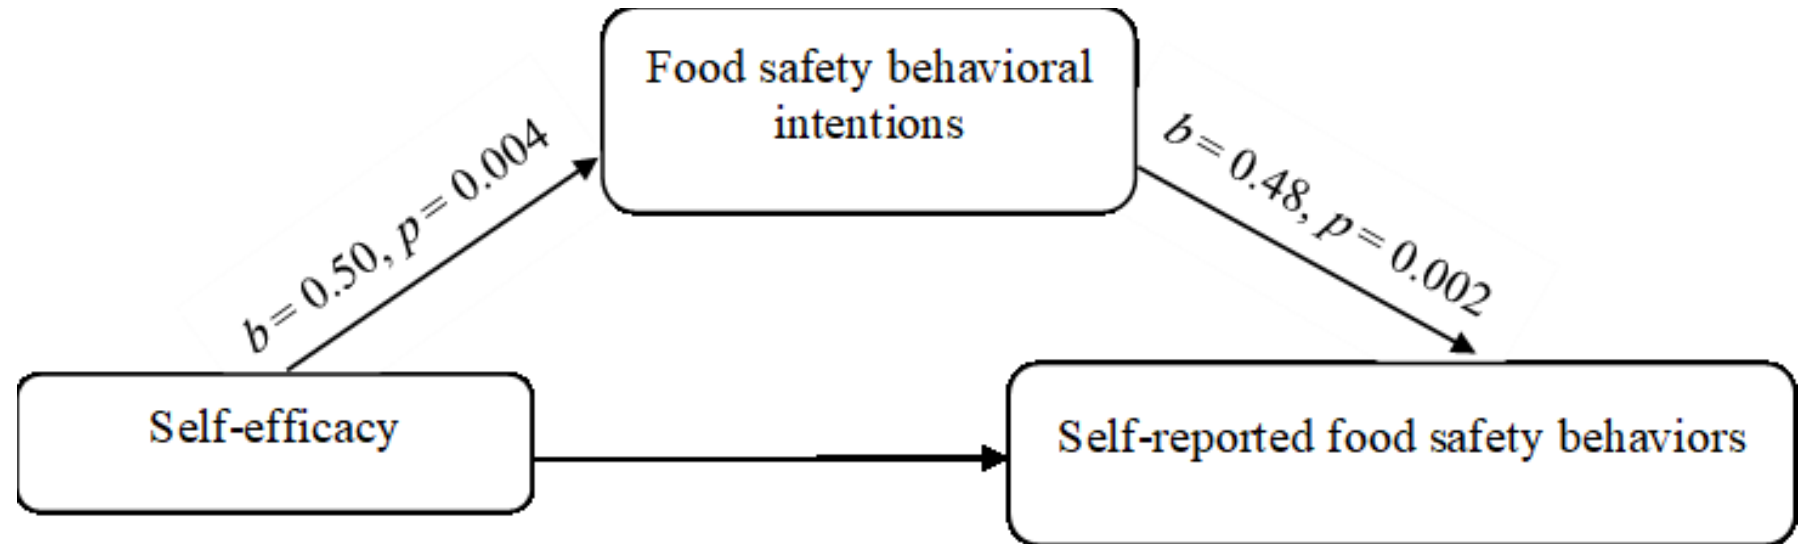 Food safety behavioral
intentions
b = 0.50, p = 0.004
b = 0.48, p = 0.002
Self-efficacy
Self-reported food safety behaviors